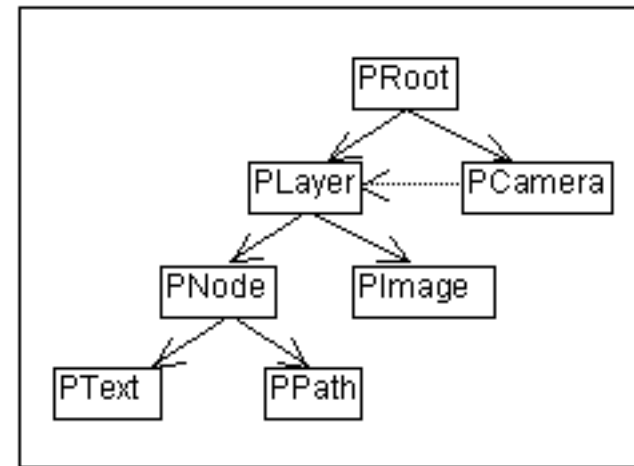 PRoot
PLayer
PCamera
PNode
PImage
PText
PPath